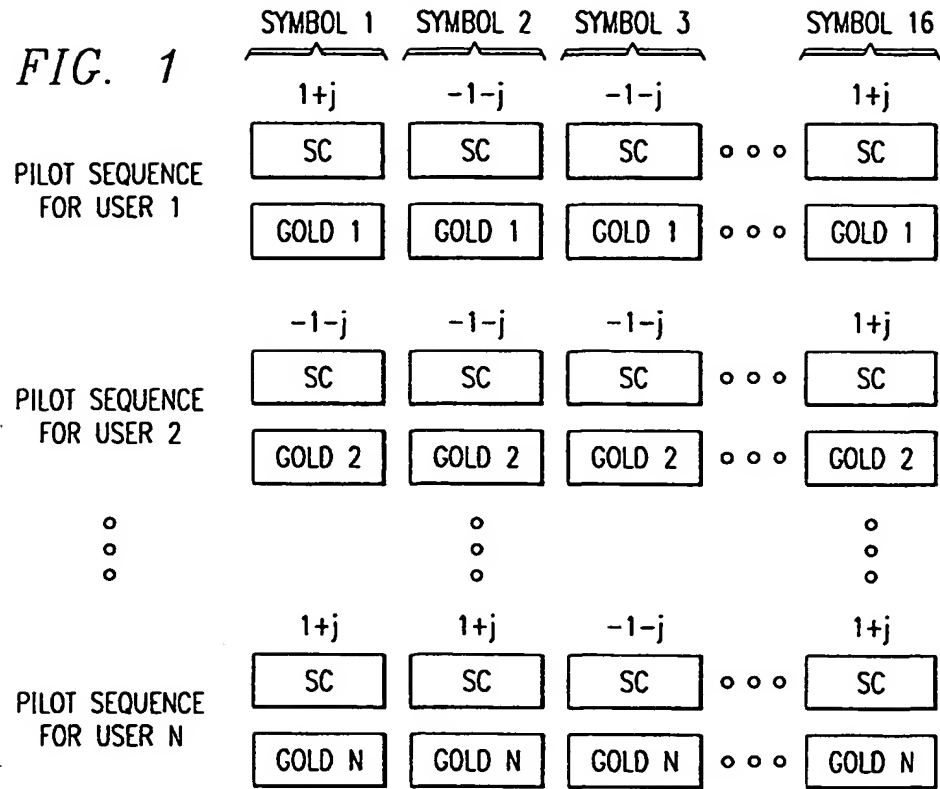 FIG. 1
SYMBOL 1 SYMBOL 2 SYMBOL 3 SYMBOL 16
1+j -1-j -1-j 1+j
PILOT SEQUENCE
FOR USER 1
SC SC SC SC
GOLD 1 GOLD 1 GOLD 1 GOLD 1
-1-j -1-j -1-j 1+j
PILOT SEQUENCE
FOR USER 2
SC SC SC SC
GOLD 2 GOLD 2 GOLD 2 GOLD 2
1+j 1+j -1-j 1+j
PILOT SEQUENCE
FOR USER N
SC SC SC SC
GOLD N GOLD N GOLD N GOLD N